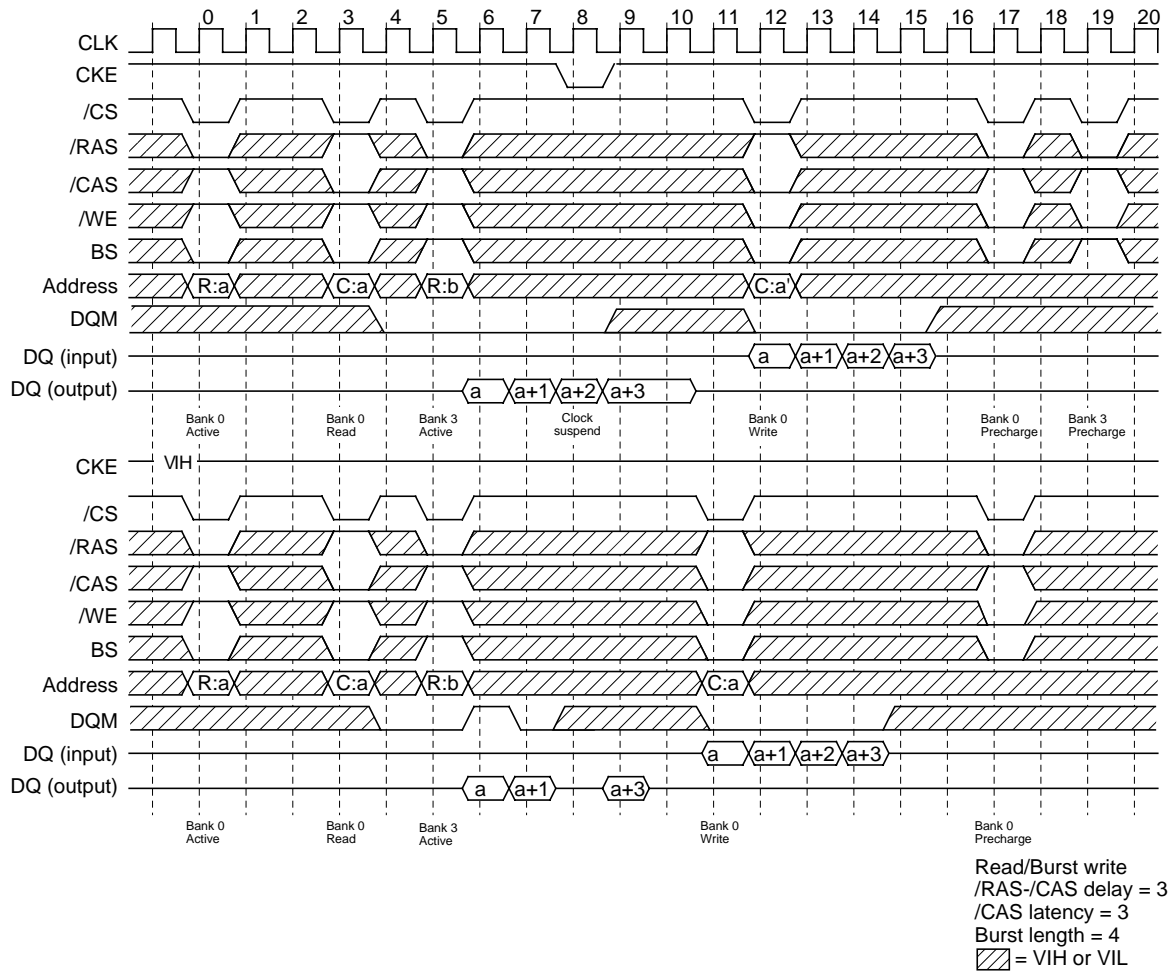 0 1 2 3 4 5 6 7 8 9 10 11 12 13 14 15 16 17 18 19 20
CLK
CKE
/CS
/RAS
/CAS
/WE
BS
Address R:a C:a R:b C:a'
DQM
DQ (input) a a+1 a+2 a+3
DQ (output) a a+1 a+2 a+3
Bank 0 Bank 0 Bank 3 Clock Bank 0 Bank 0 Bank 3
Active Read Active suspend Write Precharge Precharge
CKE VIH
/CS
/RAS
/CAS
/WE
BS
Address R:a C:a R:b C:a
DQM
DQ (input) a a+1 a+2 a+3
DQ (output) a a+1 a+3
Bank 0 Bank 0 Bank 3 Bank 0 Bank 0
Active Read Active Write Precharge
Read/Burst write
/RAS-/CAS delay = 3
/CAS latency = 3
Burst length = 4
= VIH or VIL